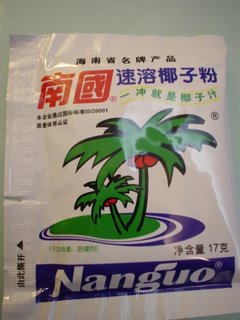 海南省名牌产品
南國®
速溶椰子粉
一冲就是椰子汁
®
本企业通过国际标准ISO9001
质量体系认证
(不加色素、防腐剂)
净含量 17克
由此撕开
Nanguo®